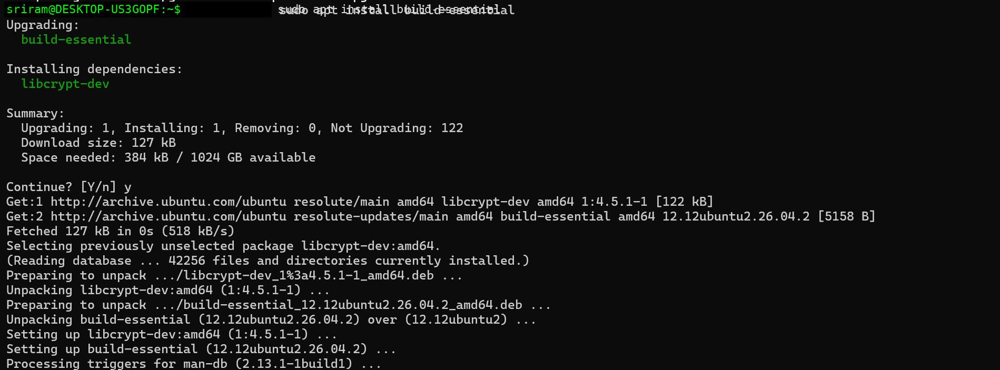 sriram@DESKTOP-US3GOPF:~$ sudo apt install build-essential
Upgrading:
  build-essential

Installing dependencies:
  libcrypt-dev

Summary:
  Upgrading: 1, Installing: 1, Removing: 0, Not Upgrading: 122
  Download size: 127 kB
  Space needed: 384 kB / 1024 GB available

Continue? [Y/n] y
Get:1 http://archive.ubuntu.com/ubuntu resolute/main amd64 libcrypt-dev amd64 1:4.5.1-1 [122 kB]
Get:2 http://archive.ubuntu.com/ubuntu resolute-updates/main amd64 build-essential amd64 12.12ubuntu2.26.04.2 [5158 B]
Fetched 127 kB in 0s (518 kB/s)
Selecting previously unselected package libcrypt-dev:amd64.
(Reading database ... 42256 files and directories currently installed.)
Preparing to unpack .../libcrypt-dev_1%3a4.5.1-1_amd64.deb ...
Unpacking libcrypt-dev:amd64 (1:4.5.1-1) ...
Preparing to unpack .../build-essential_12.12ubuntu2.26.04.2_amd64.deb ...
Unpacking build-essential (12.12ubuntu2.26.04.2) over (12.12ubuntu2) ...
Setting up libcrypt-dev:amd64 (1:4.5.1-1) ...
Setting up build-essential (12.12ubuntu2.26.04.2) ...
Processing triggers for man-db (2.13.1-1build1) ...